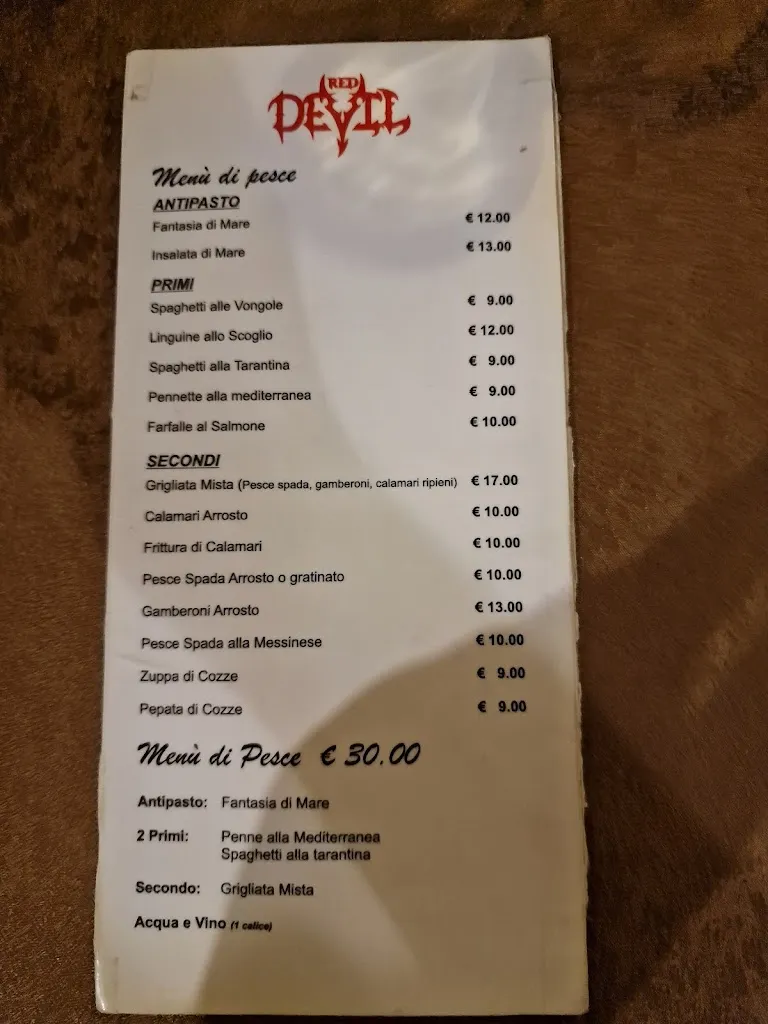 RED
DEVIL
Menù di pesce
ANTIPASTO
Fantasia di Mare € 12.00
Insalata di Mare € 13.00
PRIMI
Spaghetti alle Vongole € 9.00
Linguine allo Scoglio € 12.00
Spaghetti alla Tarantina € 9.00
Pennette alla mediterranea € 9.00
Farfalle al Salmone € 10.00
SECONDI
Grigliata Mista (Pesce spada, gamberoni, calamari ripieni) € 17.00
Calamari Arrosto € 10.00
Frittura di Calamari € 10.00
Pesce Spada Arrosto o gratinato € 10.00
Gamberoni Arrosto € 13.00
Pesce Spada alla Messinese € 10.00
Zuppa di Cozze € 9.00
Pepata di Cozze € 9.00
Menù di Pesce € 30.00
Antipasto: Fantasia di Mare
2 Primi: Penne alla Mediterranea
Spaghetti alla tarantina
Secondo: Grigliata Mista
Acqua e Vino (1 calice)